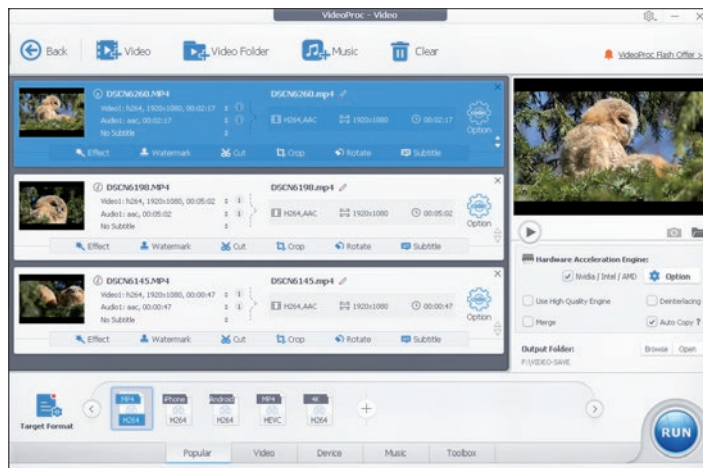 VideoProc - Video
Back
Video
Video Folder
Music
Clear
VideoProc Flash Offer >
DSCN6260.MP4
Video1: h264, 1920x1080, 00:02:17
Audio1: aac, 00:02:17
No Subtitle
DSCN6260.mp4
H264,AAC
1920x1080
00:02:17
Option
Effect
Watermark
Cut
Crop
Rotate
Subtitle
DSCN6198.MP4
Video1: h264, 1920x1080, 00:05:02
Audio1: aac, 00:05:02
No Subtitle
DSCN6198.mp4
H264,AAC
1920x1080
00:05:02
Option
Effect
Watermark
Cut
Crop
Rotate
Subtitle
DSCN6145.MP4
Video1: h264, 1920x1080, 00:00:47
Audio1: aac, 00:00:47
No Subtitle
DSCN6145.mp4
H264,AAC
1920x1080
00:00:47
Option
Effect
Watermark
Cut
Crop
Rotate
Subtitle
Hardware Acceleration Engine:
Nvidia / Intel / AMD
Option
Use High Quality Engine
Deinterlacing
Merge
Auto Copy ?
Output Folder:
Browse
Open
F:\VIDEO-SAVE
Target Format
MP4
H264
iPhone
H264
Android
H264
MP4
HEVC
4K
H264
RUN
Popular
Video
Device
Music
Toolbox